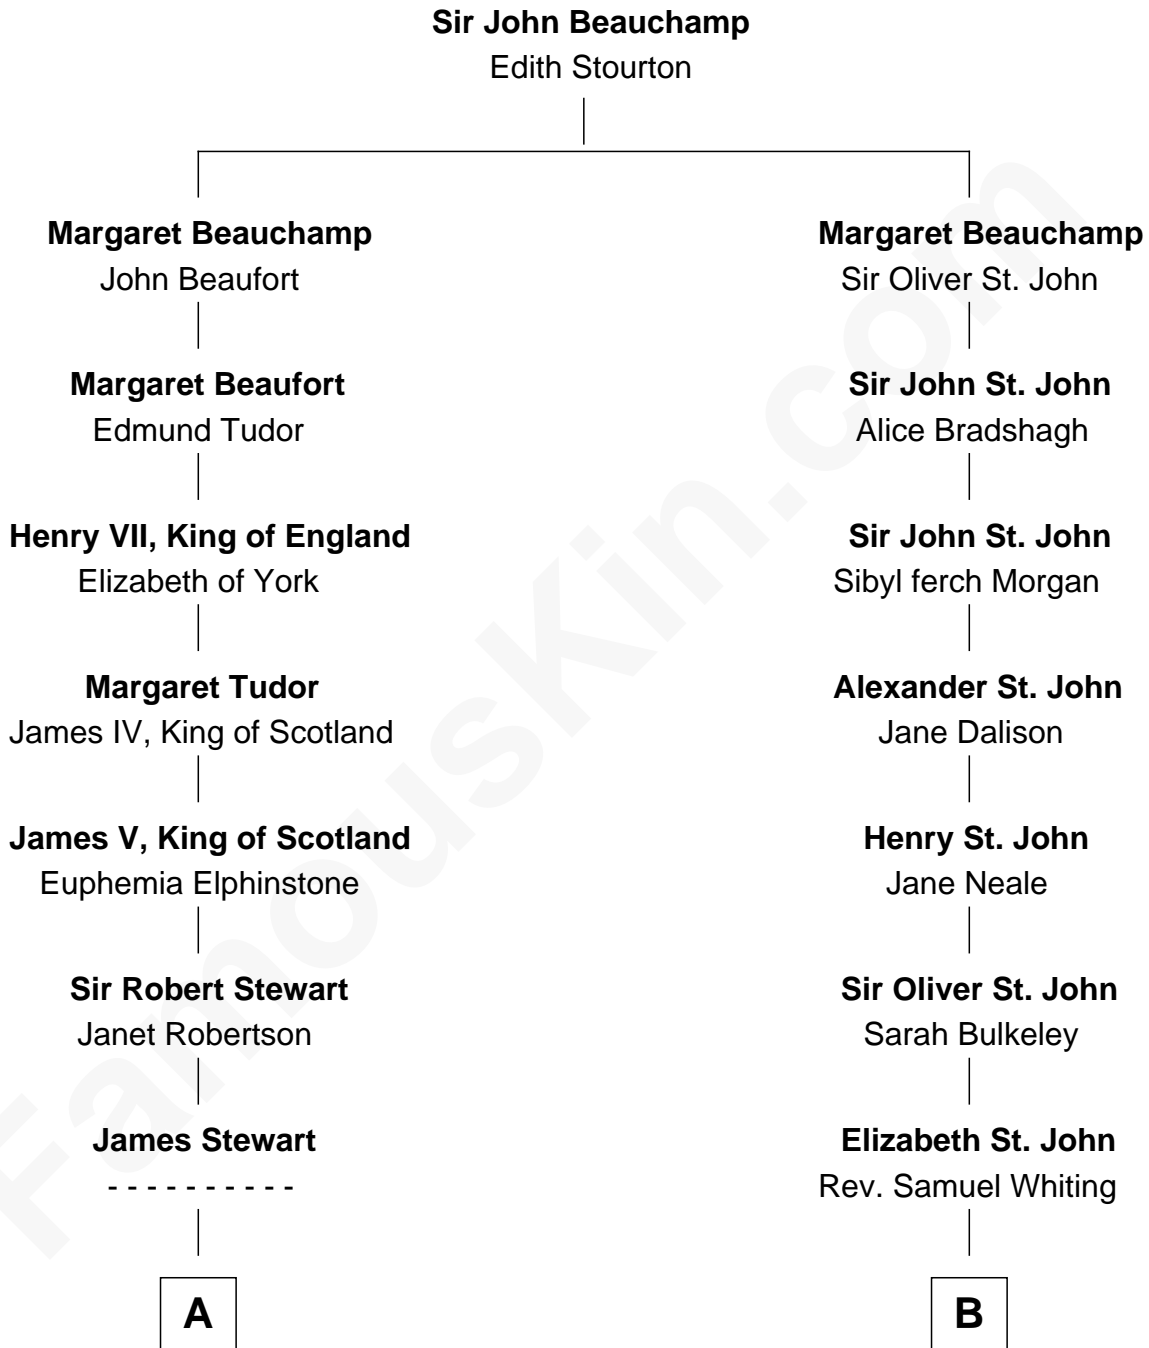 Sir John Beauchamp
Edith Stourton
Margaret Beauchamp
John Beaufort
Margaret Beauchamp
Sir Oliver St. John
Margaret Beaufort
Edmund Tudor
Sir John St. John
Alice Bradshagh
Henry VII, King of England
Elizabeth of York
Sir John St. John
Sibyl ferch Morgan
Margaret Tudor
James IV, King of Scotland
Alexander St. John
Jane Dalison
James V, King of Scotland
Euphemia Elphinstone
Henry St. John
Jane Neale
Sir Robert Stewart
Janet Robertson
Sir Oliver St. John
Sarah Bulkeley
James Stewart
- - - - - - - - - -
Elizabeth St. John
Rev. Samuel Whiting
A
B
FamousKin.com